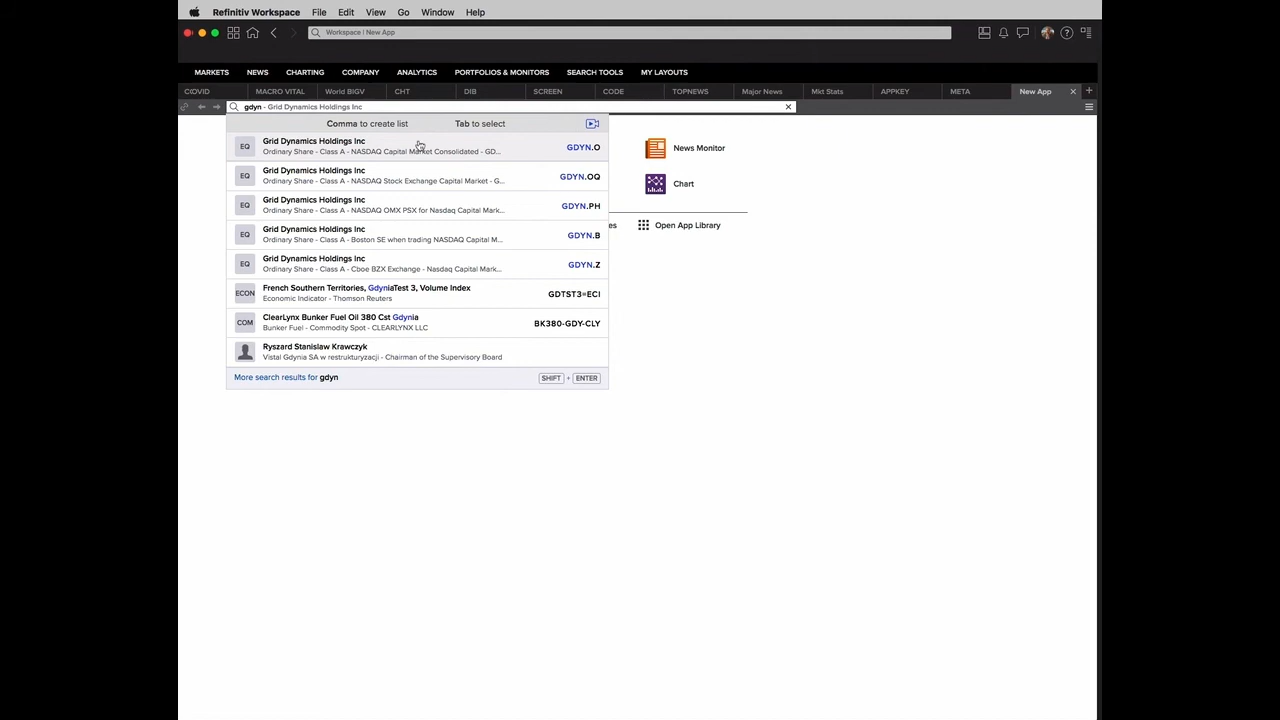 Refinitiv Workspace File Edit View Go Window Help
Workspace | New App
MARKETS NEWS CHARTING COMPANY ANALYTICS PORTFOLIOS & MONITORS SEARCH TOOLS MY LAYOUTS
MACRO VITAL World BIGV CHT DIB SCREEN CODE TOPNEWS Major News Mkt Stats APPKEY META New App
gdyn - Grid Dynamics Holdings Inc
Comma to create list Tab to select
EQ Grid Dynamics Holdings Inc
Ordinary Share - Class A - NASDAQ Capital Market Consolidated - GD... GDYN.O
EQ Grid Dynamics Holdings Inc
Ordinary Share - Class A - NASDAQ Stock Exchange Capital Market - G... GDYN.OQ
EQ Grid Dynamics Holdings Inc
Ordinary Share - Class A - NASDAQ OMX PSX for Nasdaq Capital Mark... GDYN.PH
EQ Grid Dynamics Holdings Inc
Ordinary Share - Class A - Boston SE when trading NASDAQ Capital M... GDYN.B
EQ Grid Dynamics Holdings Inc
Ordinary Share - Class A - Cboe BZX Exchange - Nasdaq Capital Mark... GDYN.Z
ECON French Southern Territories, GdyniaTest 3, Volume Index
Economic Indicator - Thomson Reuters GDTST3=ECI
COM ClearLynx Bunker Fuel Oil 380 Cst Gdynia
Bunker Fuel - Commodity Spot - CLEARLYNX LLC BK380-GDY-CLY
Ryszard Stanislaw Krawczyk
Vistal Gdynia SA w restrukturyzacji - Chairman of the Supervisory Board
More search results for gdyn SHIFT + ENTER
News Monitor
Chart
es Open App Library